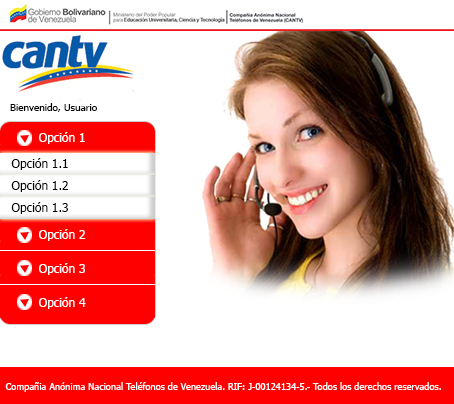 Gobierno Bolivariano
de Venezuela
Ministerio del Poder Popular
para Educación Universitaria, Ciencia y Tecnología
Compañía Anónima Nacional
Teléfonos de Venezuela (CANTV)
cantv
Bienvenido, Usuario
Opción 1
Opción 1.1
Opción 1.2
Opción 1.3
Opción 2
Opción 3
Opción 4
Compañia Anónima Nacional Teléfonos de Venezuela. RIF: J-00124134-5.- Todos los derechos reservados.